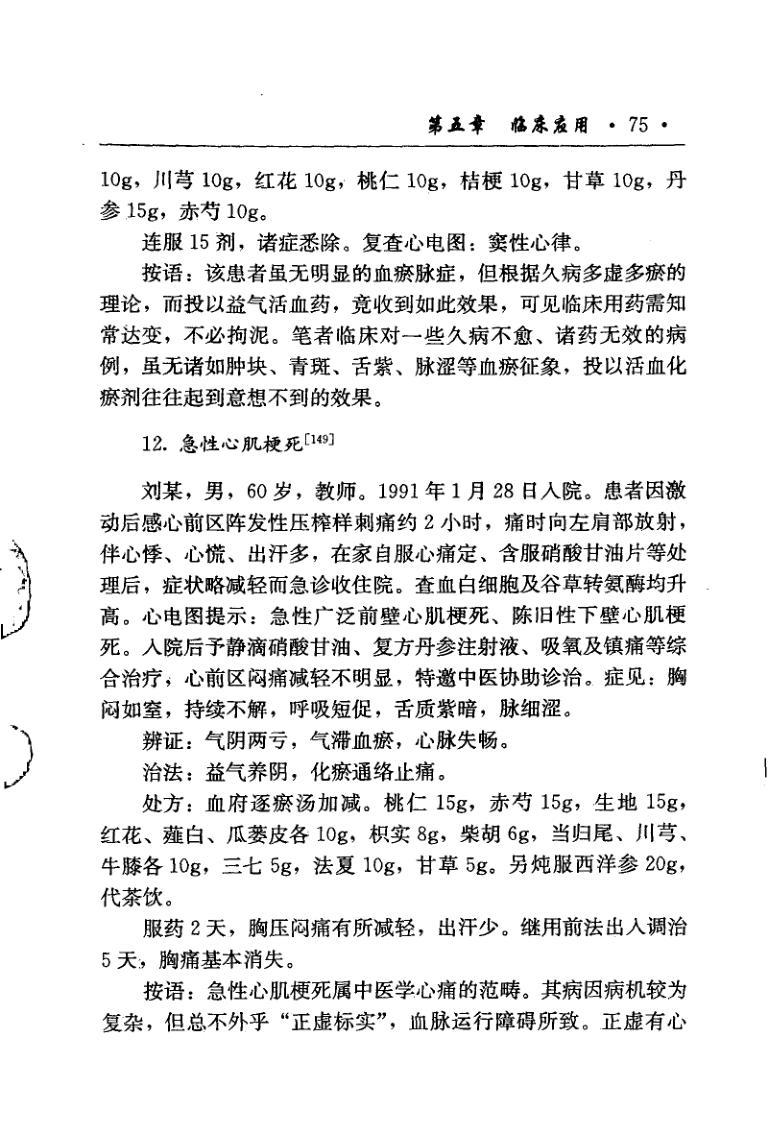 第五章 临床应用 ·75·
10g，川芎 10g，红花 10g，桃仁 10g，桔梗 10g，甘草 10g，丹
参 15g，赤芍 10g。
连服 15 剂，诸症悉除。复查心电图：窦性心律。
按语：该患者虽无明显的血瘀脉症，但根据久病多虚多瘀的
理论，而投以益气活血药，竟收到如此效果，可见临床用药需知
常达变，不必拘泥。笔者临床对一些久病不愈、诸药无效的病
例，虽无诸如肿块、青斑、舌紫、脉涩等血瘀征象，投以活血化
瘀剂往往起到意想不到的效果。
12. 急性心肌梗死[149]
刘某，男，60 岁，教师。1991 年 1 月 28 日入院。患者因激
动后感心前区阵发性压榨样刺痛约 2 小时，痛时向左肩部放射，
伴心悸、心慌、出汗多，在家自服心痛定、含服硝酸甘油片等处
理后，症状略减轻而急诊收住院。查血白细胞及谷草转氨酶均升
高。心电图提示：急性广泛前壁心肌梗死、陈旧性下壁心肌梗
死。入院后予静滴硝酸甘油、复方丹参注射液、吸氧及镇痛等综
合治疗，心前区闷痛减轻不明显，特邀中医协助诊治。症见：胸
闷如窒，持续不解，呼吸短促，舌质紫暗，脉细涩。
辨证：气阴两亏，气滞血瘀，心脉失畅。
治法：益气养阴，化瘀通络止痛。
处方：血府逐瘀汤加减。桃仁 15g，赤芍 15g，生地 15g，
红花、薤白、瓜蒌皮各 10g，枳实 8g，柴胡 6g，当归尾、川芎、
牛膝各 10g，三七 5g，法夏 10g，甘草 5g。另炖服西洋参 20g，
代茶饮。
服药 2 天，胸压闷痛有所减轻，出汗少。继用前法出入调治
5 天，胸痛基本消失。
按语：急性心肌梗死属中医学心痛的范畴。其病因病机较为
复杂，但总不外乎“正虚标实”，血脉运行障碍所致。正虚有心